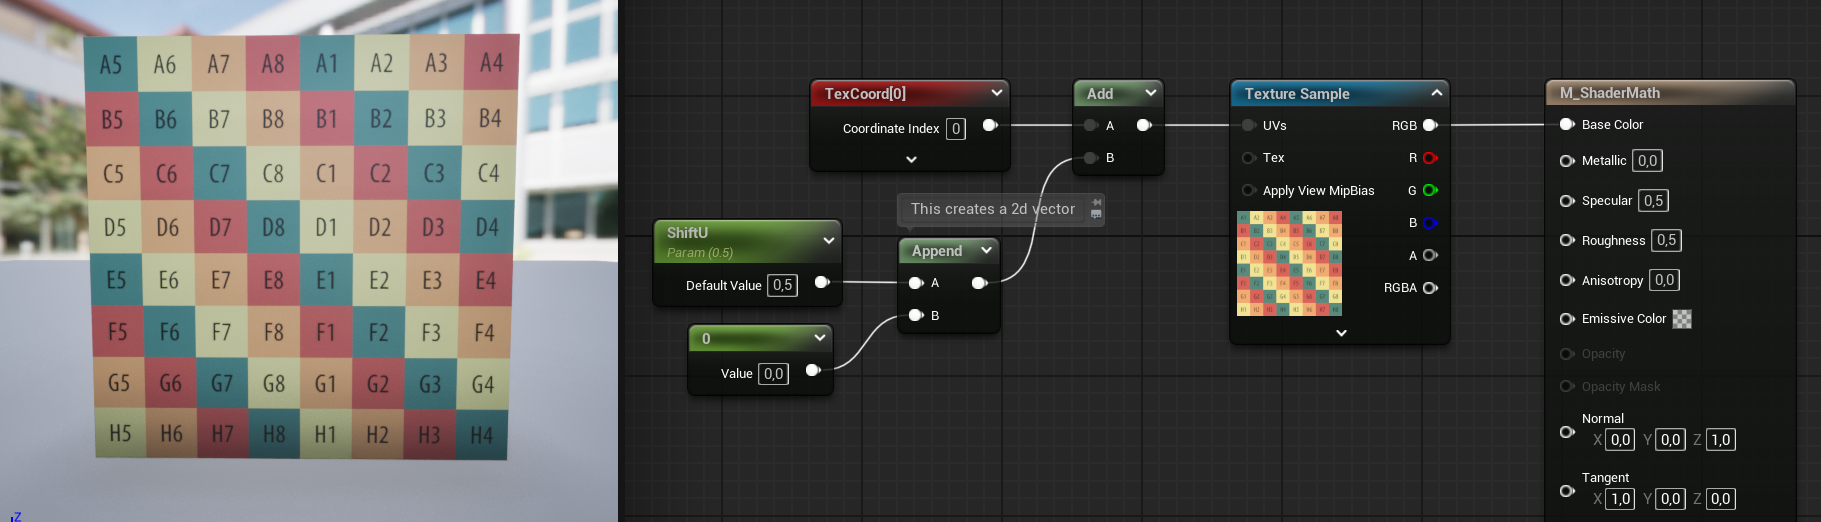 A5 A6 A7 A8 A1 A2 A3 A4
B5 B6 B7 B8 B1 B2 B3 B4
C5 C6 C7 C8 C1 C2 C3 C4
D5 D6 D7 D8 D1 D2 D3 D4
E5 E6 E7 E8 E1 E2 E3 E4
F5 F6 F7 F8 F1 F2 F3 F4
G5 G6 G7 G8 G1 G2 G3 G4
H5 H6 H7 H8 H1 H2 H3 H4
Z
TexCoord[0]
Coordinate Index 0
Add
A
B
This creates a 2d vector
ShiftU
Param (0.5)
Default Value 0,5
0
Value 0,0
Append
A
B
Texture Sample
UVs RGB
Tex R
Apply View MipBias G
B
A
RGBA
M_ShaderMath
Base Color
Metallic 0,0
Specular 0,5
Roughness 0,5
Anisotropy 0,0
Emissive Color
Opacity
Opacity Mask
Normal
X 0,0 Y 0,0 Z 1,0
Tangent
X 1,0 Y 0,0 Z 0,0